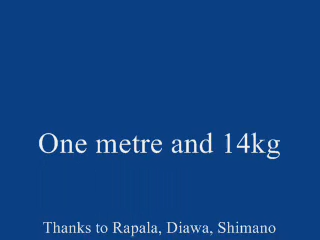 One metre and 14kg
Thanks to Rapala, Diawa, Shimano